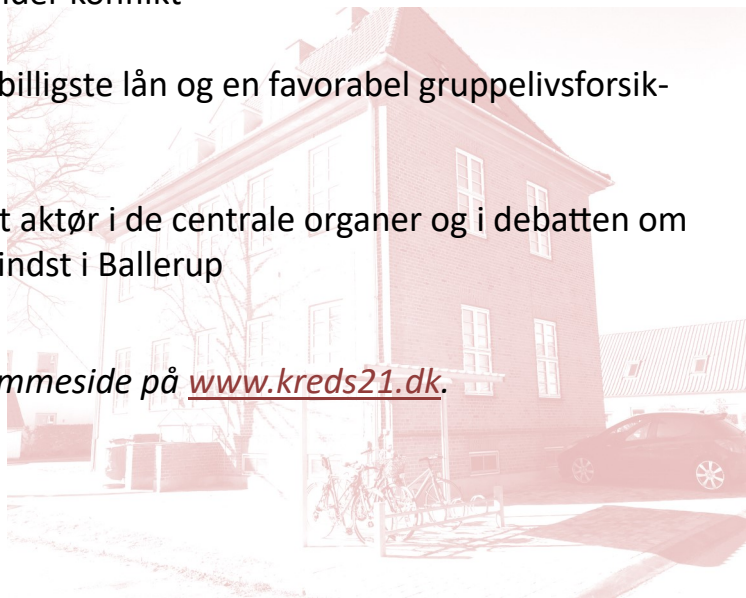 billigste lån og en favorabel gruppelivsforsik-
t aktør i de centrale organer og i debatten om
indst i Ballerup
mmeside på www.kreds21.dk.